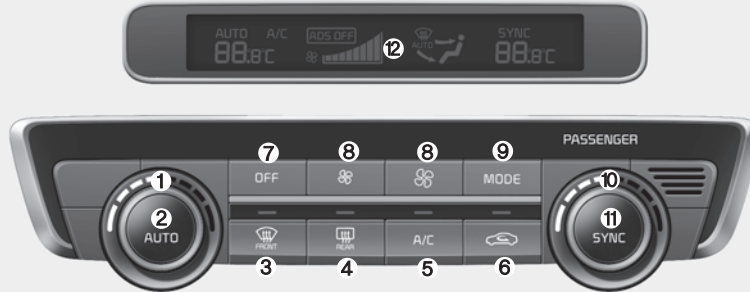 AUTO A/C ADS OFF AUTO SYNC
88.8°C 12 88.8°C
PASSENGER
1 7 OFF 8 8 9 MODE 10
2 AUTO 11 SYNC
FRONT REAR A/C
3 4 5 6